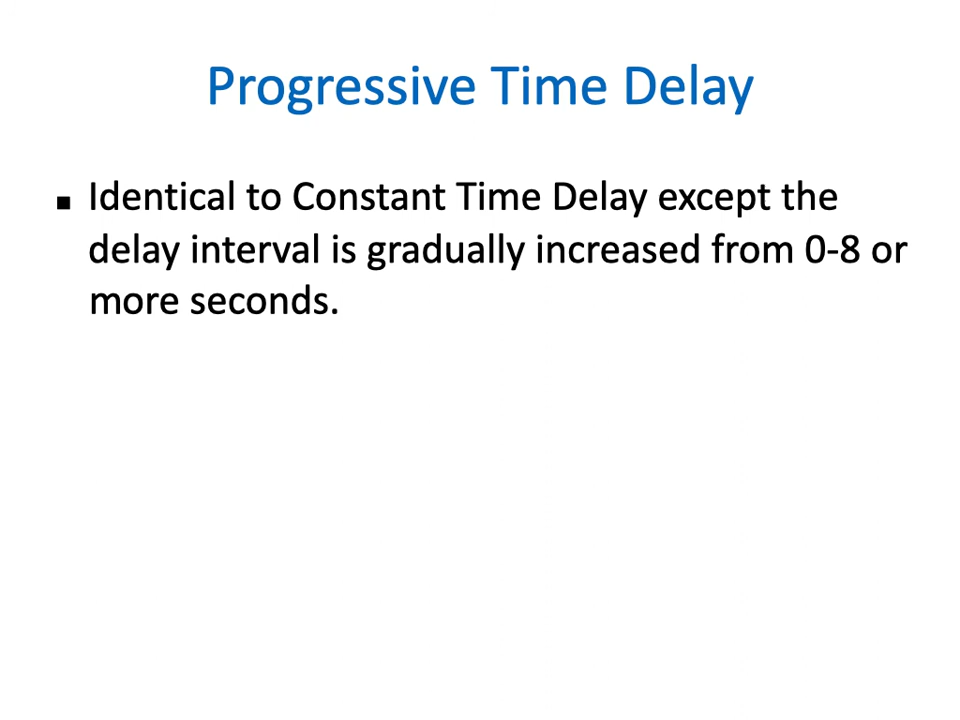 Progressive Time Delay
▪ Identical to Constant Time Delay except the
delay interval is gradually increased from 0-8 or
more seconds.